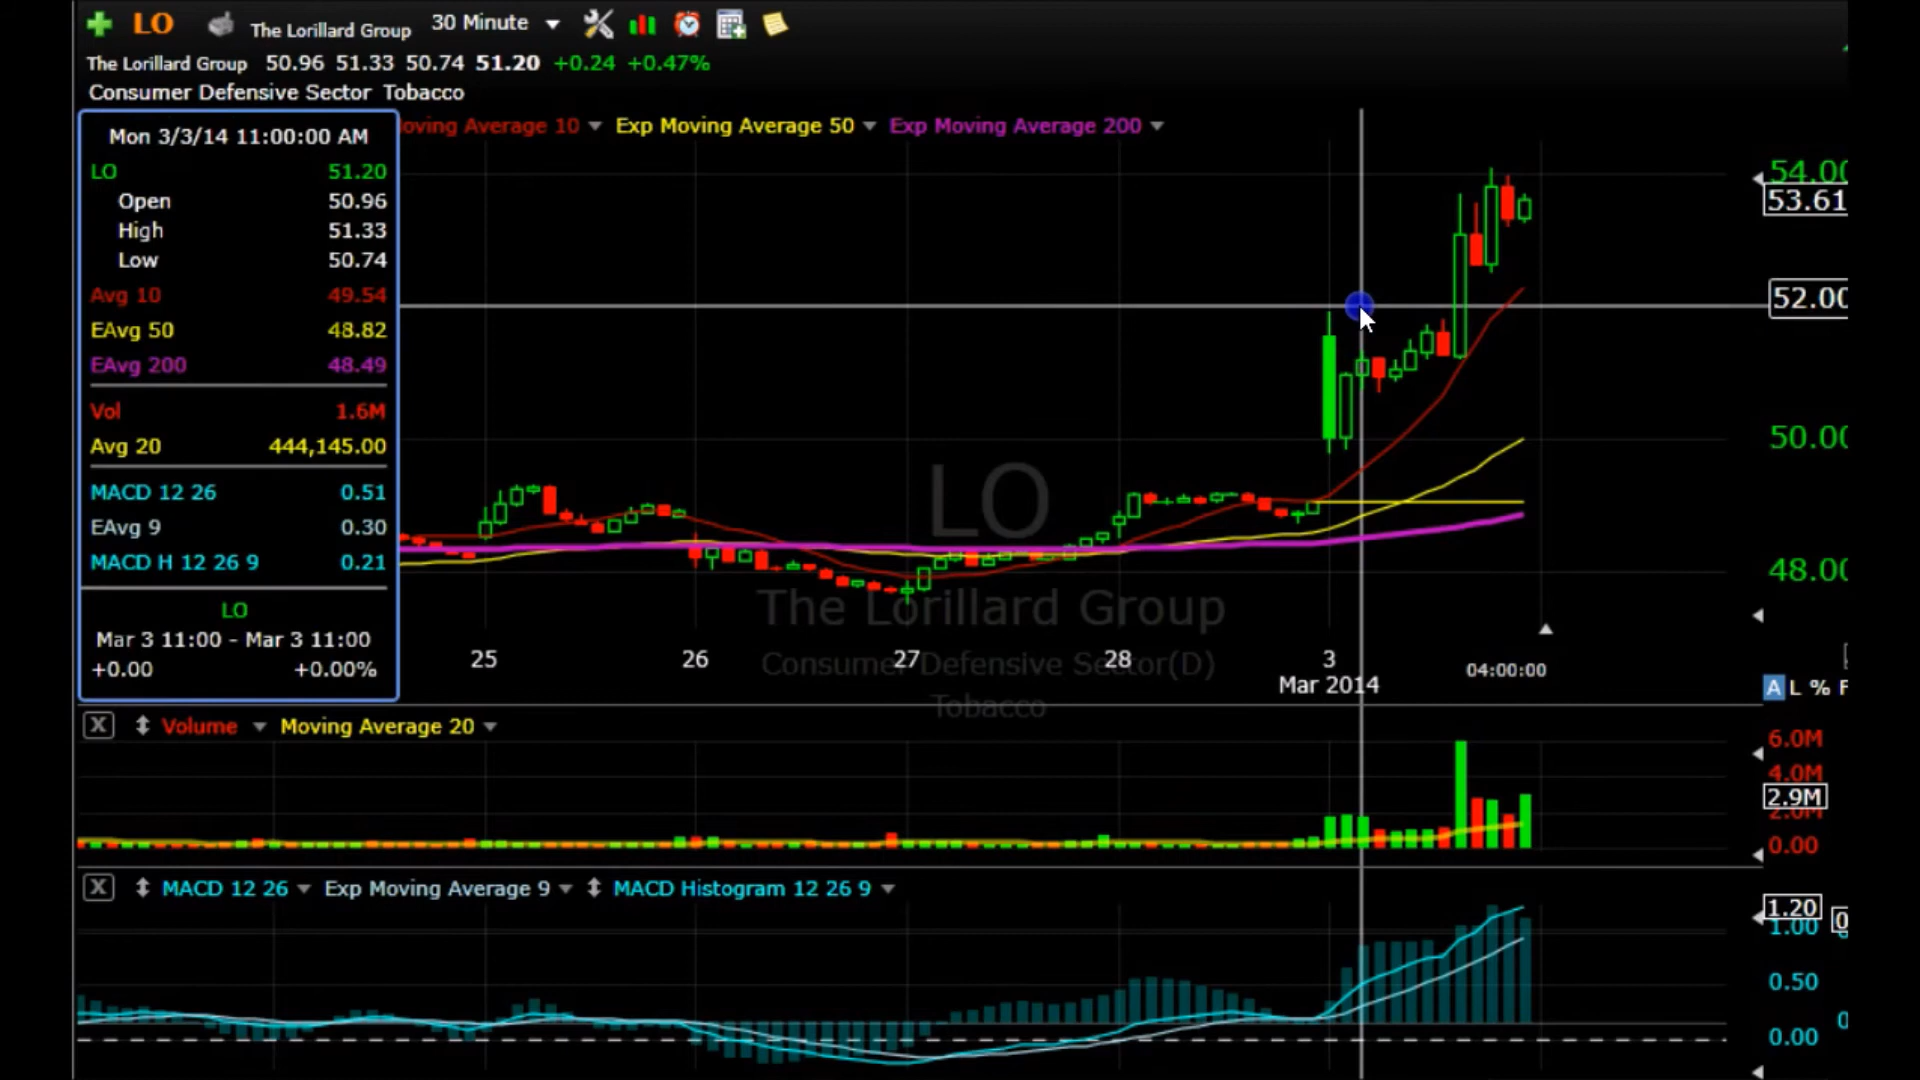 LO The Lorillard Group 30 Minute
The Lorillard Group 50.96 51.33 50.74 51.20 +0.24 +0.47%
Consumer Defensive Sector Tobacco
Mon 3/3/14 11:00:00 AM
LO 51.20
Open 50.96
High 51.33
Low 50.74
Avg 10 49.54
EAvg 50 48.82
EAvg 200 48.49
Vol 1.6M
Avg 20 444,145.00
MACD 12 26 0.51
EAvg 9 0.30
MACD H 12 26 9 0.21
LO
Mar 3 11:00 - Mar 3 11:00
+0.00 +0.00%
oving Average 10 Exp Moving Average 50 Exp Moving Average 200
54.00
53.61
52.00
50.00
48.00
LO
The Lorillard Group
Consumer Defensive Sector(D)
Tobacco
25 26 27 28 3 04:00:00
Mar 2014
A L % F
X Volume Moving Average 20
6.0M
4.0M
2.9M
2.0M
0.00
X MACD 12 26 Exp Moving Average 9 MACD Histogram 12 26 9
1.20
1.00
0.50
0.00